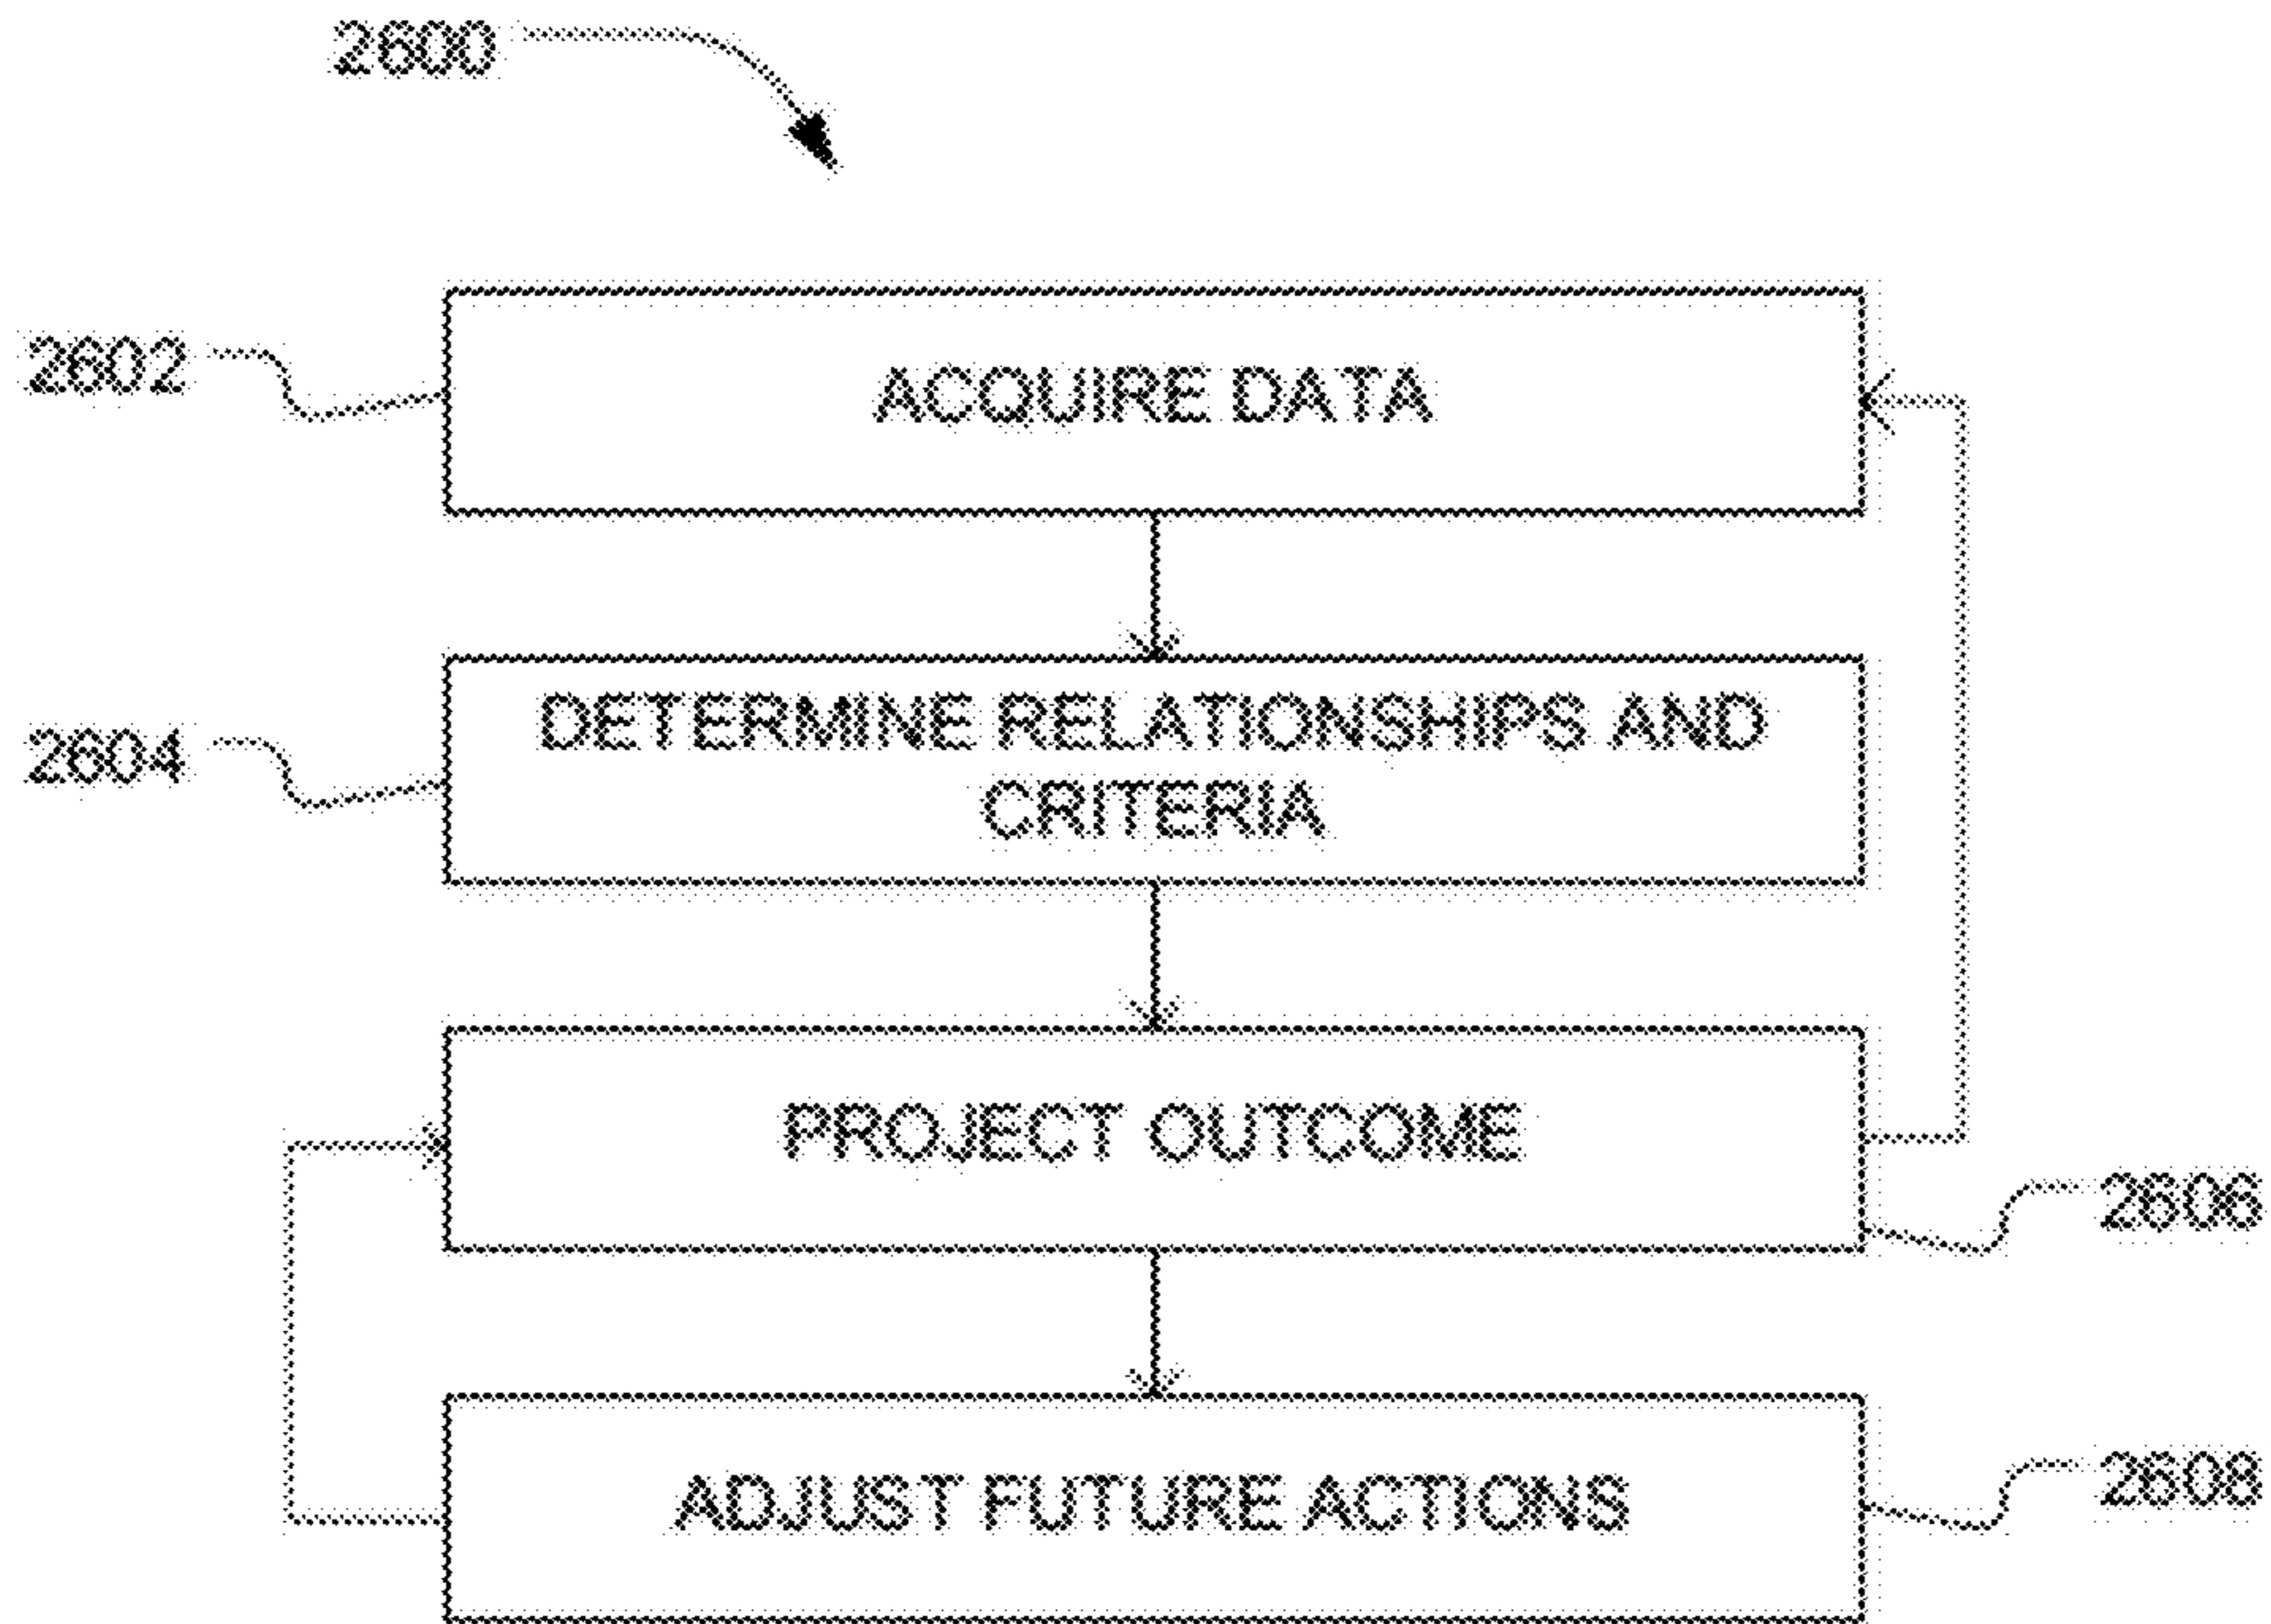 2600
2602
ACQUIRE DATA
2604
DETERMINE RELATIONSHIPS AND
CRITERIA
PROJECT OUTCOME
2606
ADJUST FUTURE ACTIONS
2608